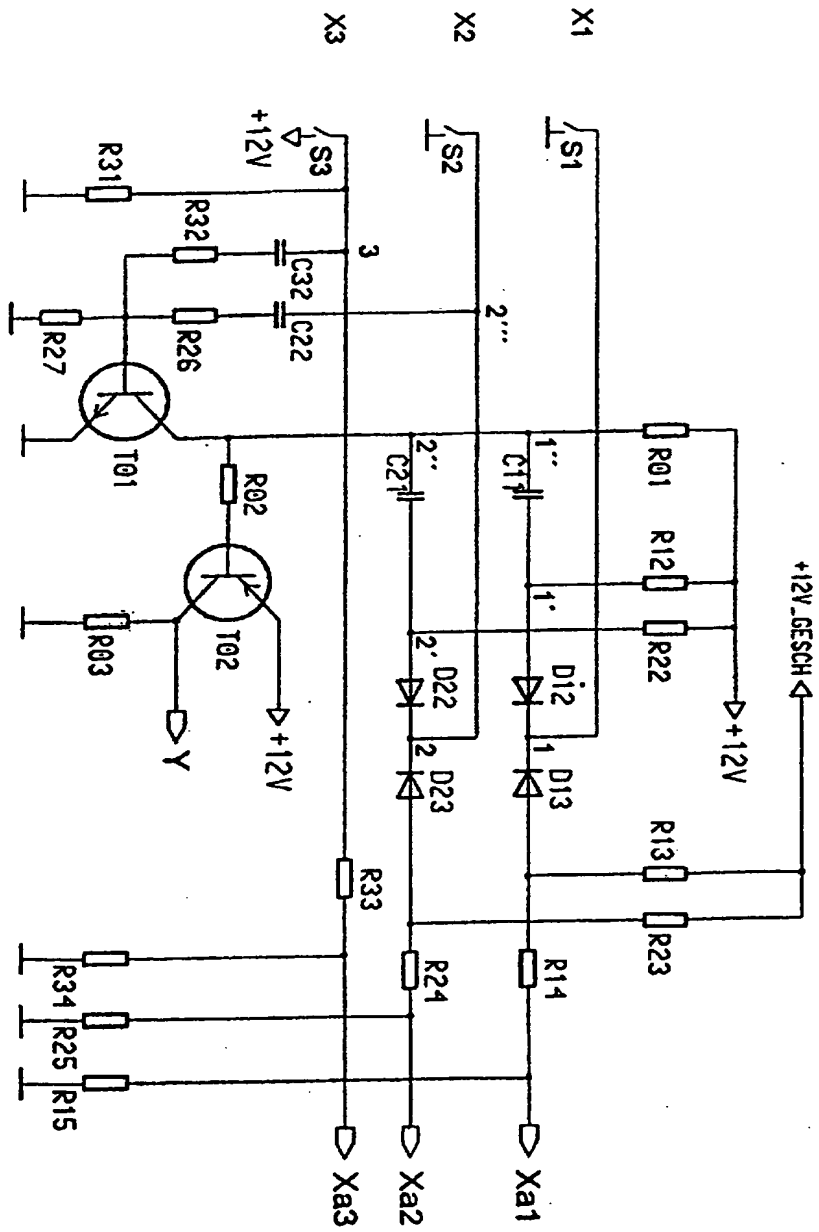 X3
X2
X1
+12V
S3
S2
S1
R31
R32
C32
3
R27
R26
C22
2'''
T01
R02
2''
C21
1''
C11
R01
R12
1'
R22
R03
T02
2'
D22
D12
+12V
Y
+12V
2
D23
1
D13
+12V_GESCH
R33
R13
R23
R34
R25
R15
R24
R14
Xa3
Xa2
Xa1